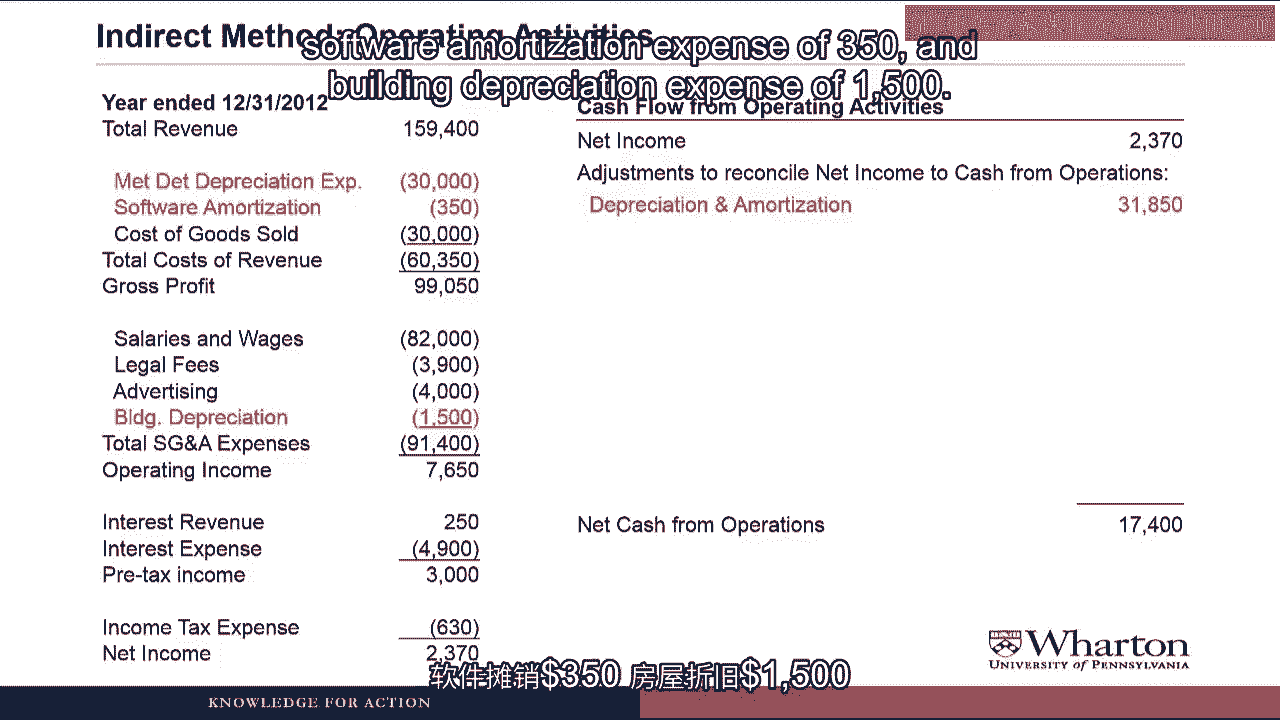 Indirect Method: Operating Activities
software amortization expense of 350, and
building depreciation expense of 1,500.
Year ended 12/31/2012
Total Revenue 159,400
Met Det Depreciation Exp. (30,000)
Software Amortization (350)
Cost of Goods Sold (30,000)
Total Costs of Revenue (60,350)
Gross Profit 99,050
Salaries and Wages (82,000)
Legal Fees (3,900)
Advertising (4,000)
Bldg. Depreciation (1,500)
Total SG&A Expenses (91,400)
Operating Income 7,650
Interest Revenue 250
Interest Expense (4,900)
Pre-tax income 3,000
Income Tax Expense (630)
Net Income 2,370
Cash Flow from Operating Activities
Net Income 2,370
Adjustments to reconcile Net Income to Cash from Operations:
Depreciation & Amortization 31,850
Net Cash from Operations 17,400
Wharton
UNIVERSITY OF PENNSYLVANIA
软件摊销$350 房屋折旧$1,500
KNOWLEDGE FOR ACTION